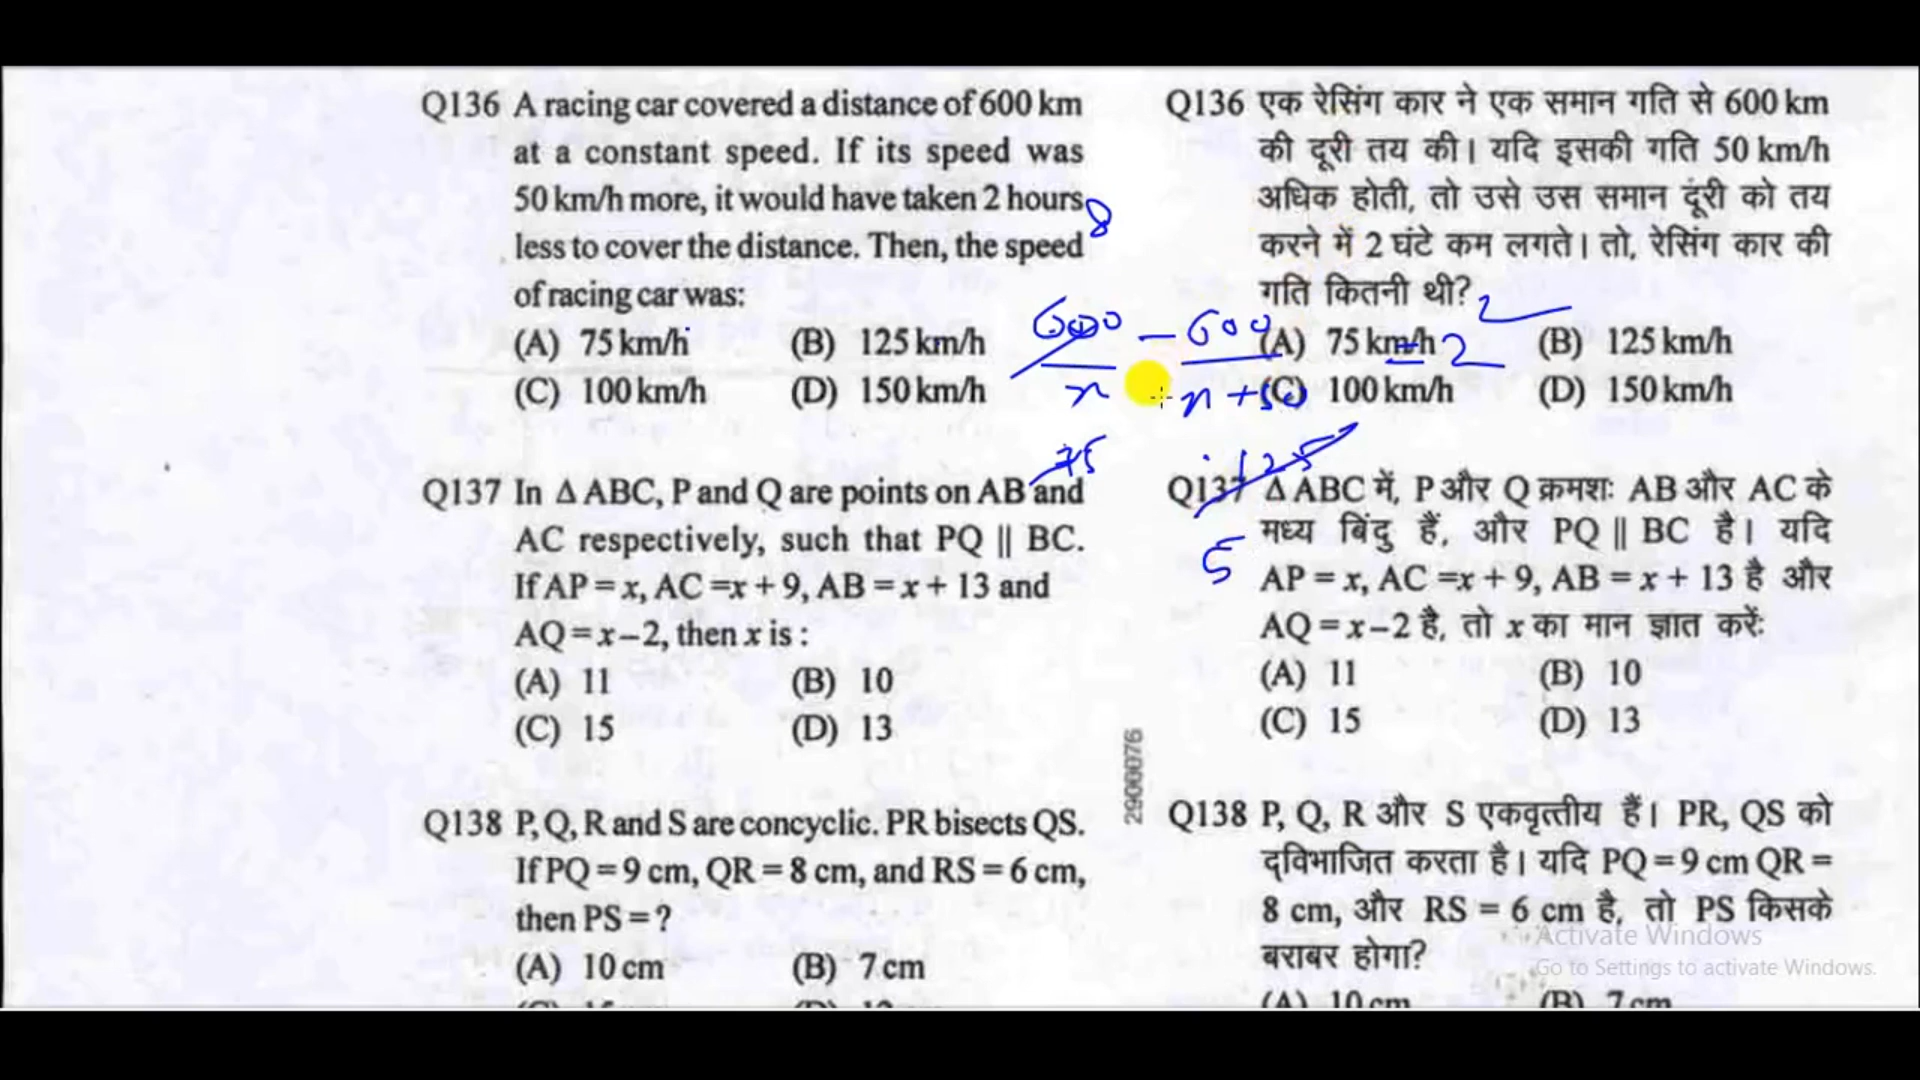 Q136 A racing car covered a distance of 600 km
at a constant speed. If its speed was
50 km/h more, it would have taken 2 hours
less to cover the distance. Then, the speed
of racing car was:
(A) 75 km/h (B) 125 km/h
(C) 100 km/h (D) 150 km/h
8
600 - 600 = 2
x x + 50
75 125
5
2
Q137 In Δ ABC, P and Q are points on AB and
AC respectively, such that PQ || BC.
If AP = x, AC =x + 9, AB = x + 13 and
AQ = x – 2, then x is :
(A) 11 (B) 10
(C) 15 (D) 13
Q138 P, Q, R and S are concyclic. PR bisects QS.
If PQ = 9 cm, QR = 8 cm, and RS = 6 cm,
then PS = ?
(A) 10 cm (B) 7 cm
2900076
Q136 एक रेसिंग कार ने एक समान गति से 600 km
की दूरी तय की। यदि इसकी गति 50 km/h
अधिक होती, तो उसे उस समान दूंरी को तय
करने में 2 घंटे कम लगते। तो, रेसिंग कार की
गति कितनी थी?
(A) 75 km/h (B) 125 km/h
(C) 100 km/h (D) 150 km/h
Q137 Δ ABC में, P और Q क्रमशः AB और AC के
मध्य बिंदु हैं, और PQ || BC है। यदि
AP = x, AC =x + 9, AB = x + 13 है और
AQ = x – 2 है, तो x का मान ज्ञात करें:
(A) 11 (B) 10
(C) 15 (D) 13
Q138 P, Q, R और S एकवृत्तीय हैं। PR, QS को
द्विभाजित करता है। यदि PQ = 9 cm QR =
8 cm, और RS = 6 cm है, तो PS किसके
बराबर होगा?
(A) 10 cm (B) 7 cm
Activate Windows
Go to Settings to activate Windows.